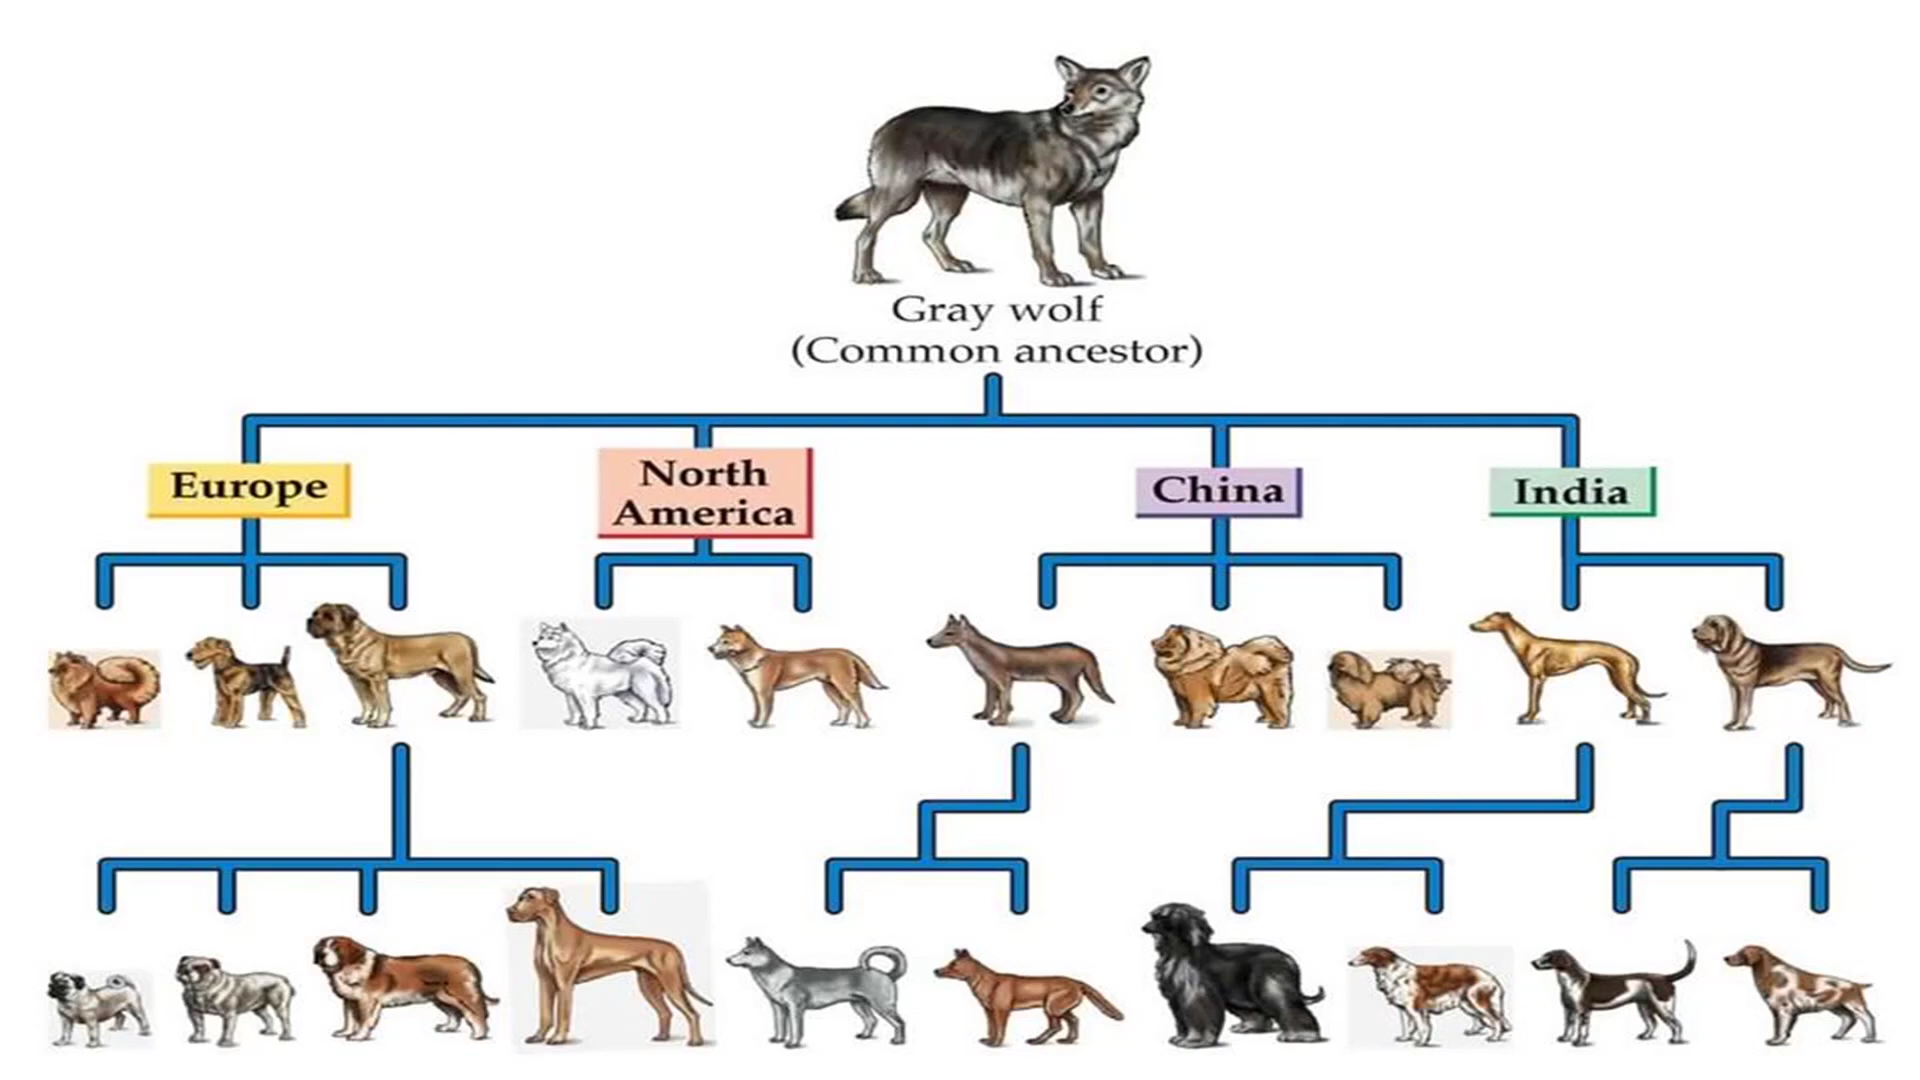 Gray wolf
(Common ancestor)
Europe
North
America
China
India